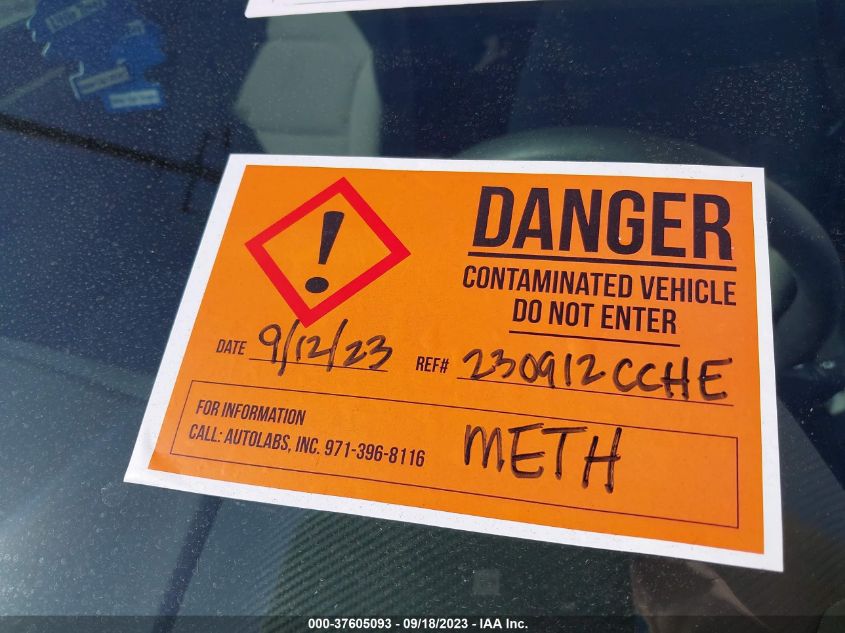 DANGER
CONTAMINATED VEHICLE
DO NOT ENTER
DATE 9/12/23 REF# 230912CCHE
FOR INFORMATION
CALL: AUTOLABS, INC. 971-396-8116
METH
000-37605093 - 09/18/2023 - IAA Inc.